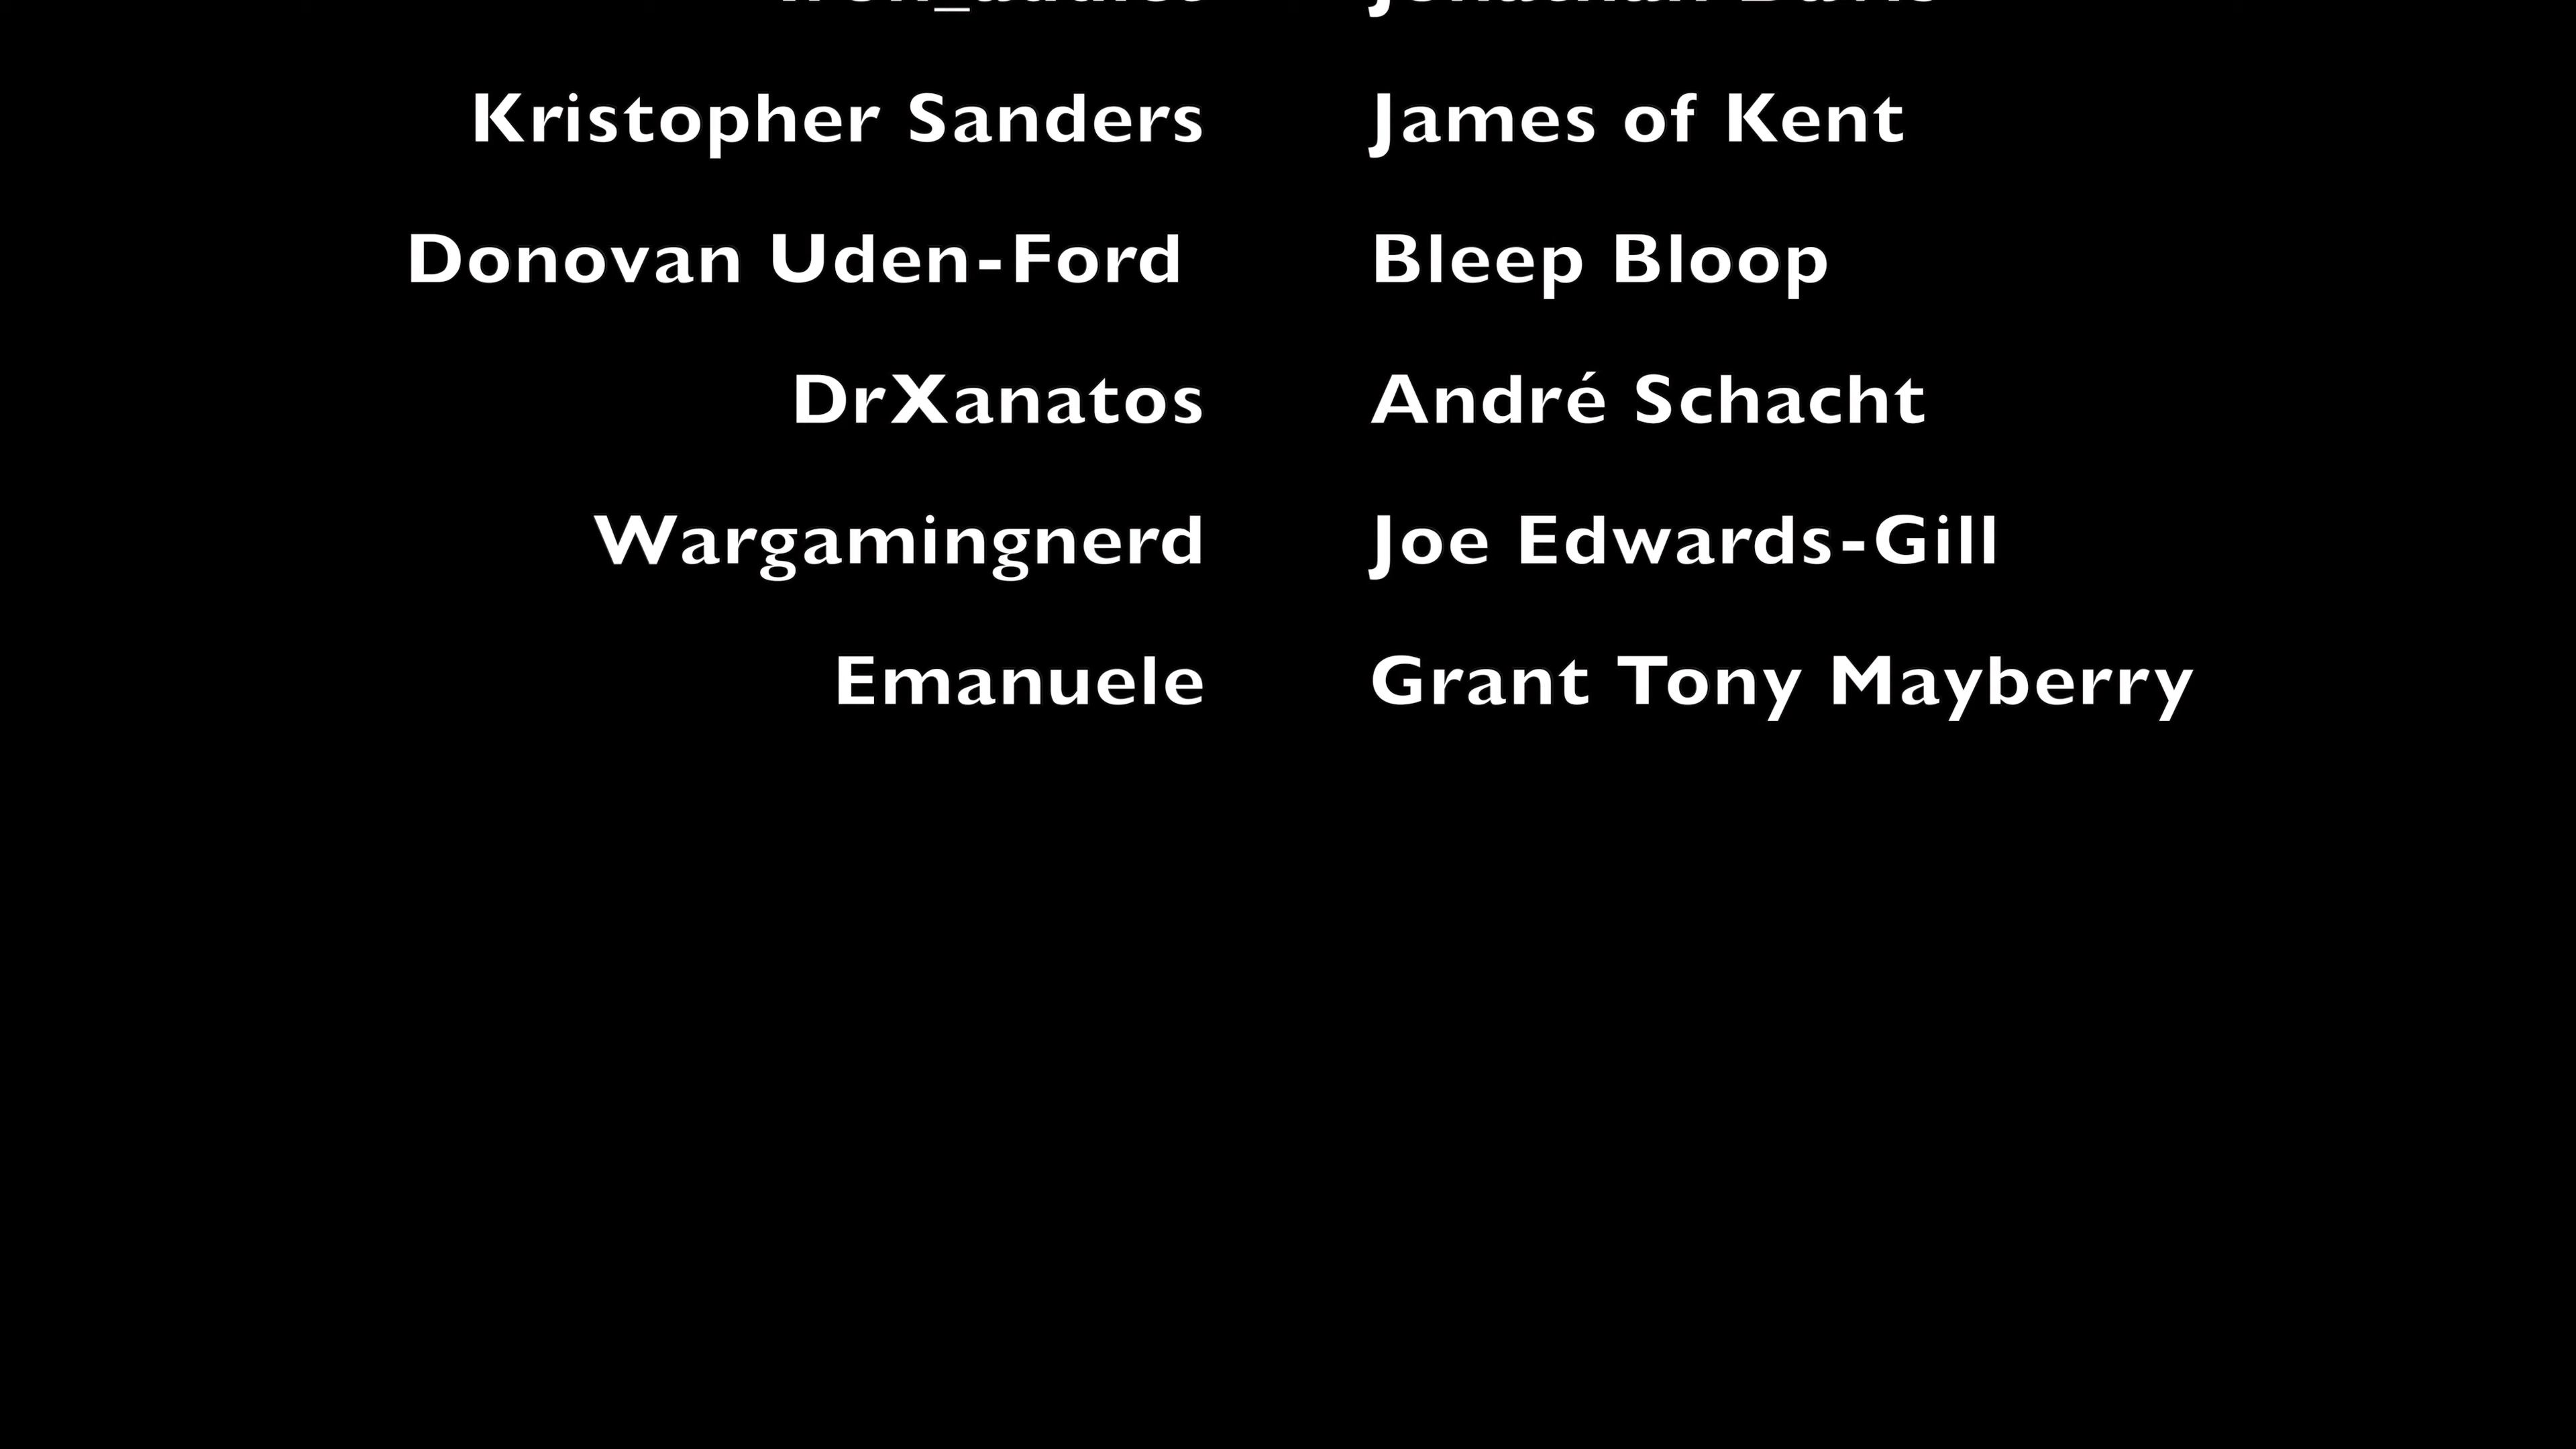 Kristopher Sanders James of Kent
Donovan Uden-Ford Bleep Bloop
DrXanatos André Schacht
Wargamingnerd Joe Edwards-Gill
Emanuele Grant Tony Mayberry